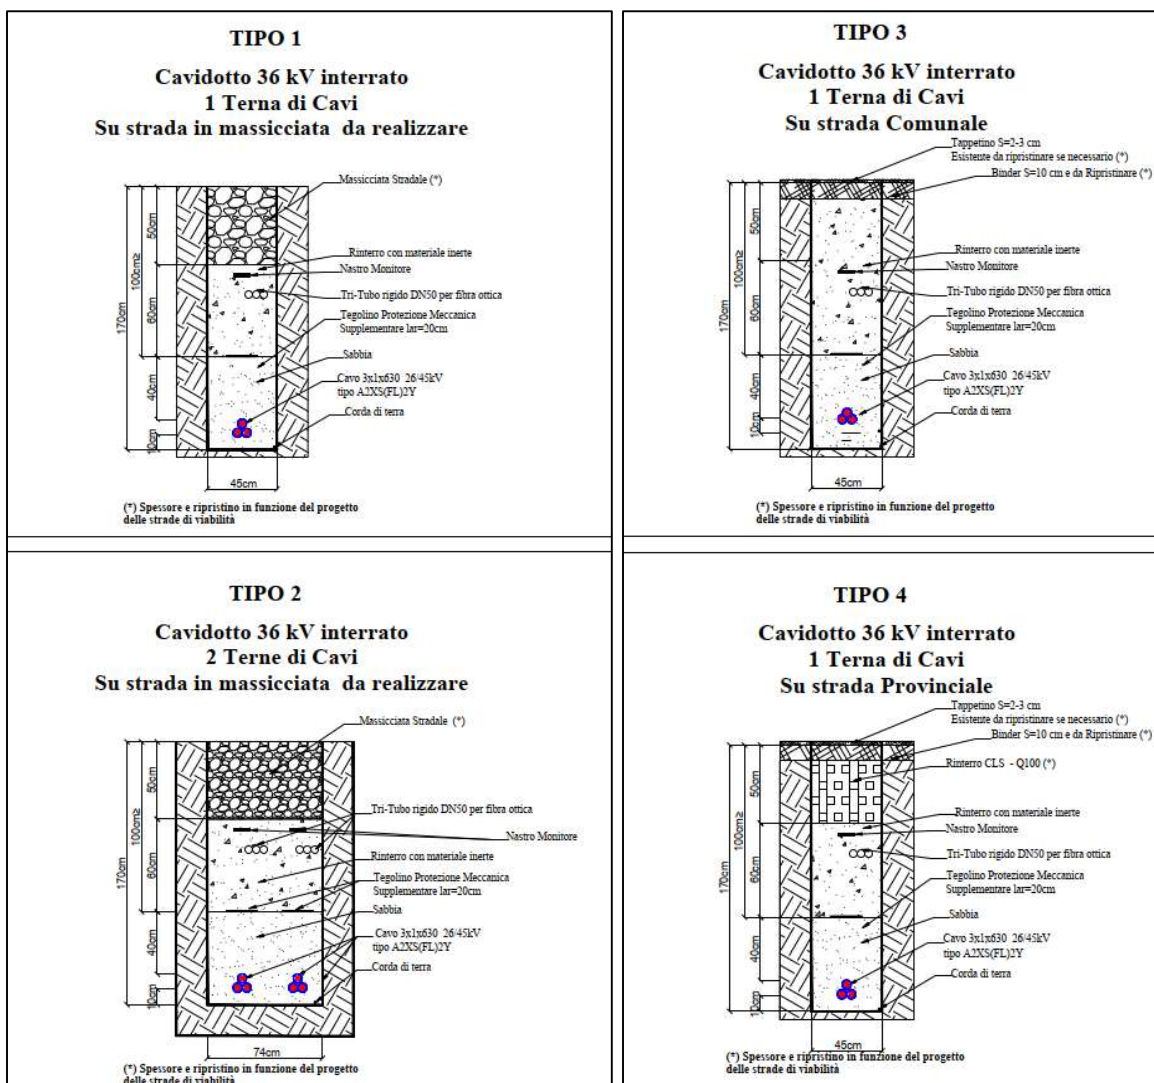 TIPO 1
Cavidotto 36 kV interrato
1 Terna di Cavi
Su strada in massicciata da realizzare
Massicciata Stradale (*)
Rinterro con materiale inerte
Nastro Monitore
Tri-Tubo rigido DN50 per fibra ottica
Tegolino Protezione Meccanica
Supplementare lar=20cm
Sabbia
Cavo 3x1x630 26/45kV
tipo A2XS(FL)2Y
Corda di terra
170cm
100cm≥
50cm
60cm
40cm
10cm
45cm
(*) Spessore e ripristino in funzione del progetto
delle strade di viabilità
TIPO 2
Cavidotto 36 kV interrato
2 Terne di Cavi
Su strada in massicciata da realizzare
Massicciata Stradale (*)
Tri-Tubo rigido DN50 per fibra ottica
Nastro Monitore
Rinterro con materiale inerte
Tegolino Protezione Meccanica
Supplementare lar=20cm
Sabbia
Cavo 3x1x630 26/45kV
tipo A2XS(FL)2Y
Corda di terra
170cm
100cm≥
50cm
60cm
40cm
10cm
74cm
(*) Spessore e ripristino in funzione del progetto
delle strade di viabilità
TIPO 3
Cavidotto 36 kV interrato
1 Terna di Cavi
Su strada Comunale
Tappetino S=2-3 cm
Esistente da ripristinare se necessario (*)
Binder S=10 cm e da Ripristinare (*)
Rinterro con materiale inerte
Nastro Monitore
Tri-Tubo rigido DN50 per fibra ottica
Tegolino Protezione Meccanica
Supplementare lar=20cm
Sabbia
Cavo 3x1x630 26/45kV
tipo A2XS(FL)2Y
Corda di terra
170cm
100cm≥
50cm
60cm
40cm
10cm
45cm
(*) Spessore e ripristino in funzione del progetto
delle strade di viabilità
TIPO 4
Cavidotto 36 kV interrato
1 Terna di Cavi
Su strada Provinciale
Tappetino S=2-3 cm
Esistente da ripristinare se necessario (*)
Binder S=10 cm e da Ripristinare (*)
Rinterro CLS - Q100 (*)
Rinterro con materiale inerte
Nastro Monitore
Tri-Tubo rigido DN50 per fibra ottica
Tegolino Protezione Meccanica
Supplementare lar=20cm
Sabbia
Cavo 3x1x630 26/45kV
tipo A2XS(FL)2Y
Corda di terra
170cm
100cm≥
50cm
60cm
40cm
10cm
45cm
(*) Spessore e ripristino in funzione del progetto
delle strade di viabilità